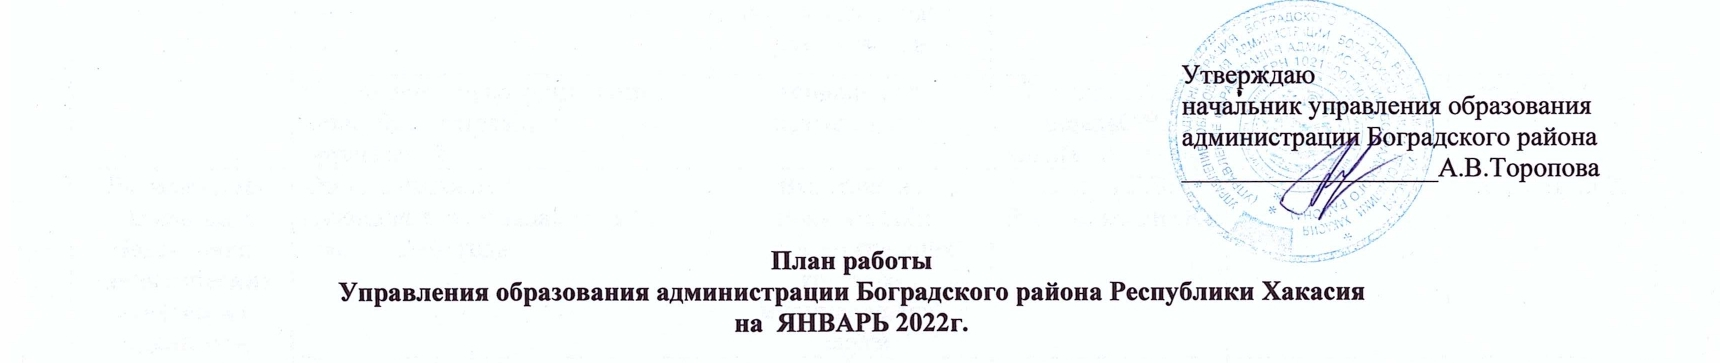 Утверждаю
начальник управления образования
администрации Боградского района
А.В.Торопова
План работы
Управления образования администрации Боградского района Республики Хакасия
на ЯНВАРЬ 2022г.